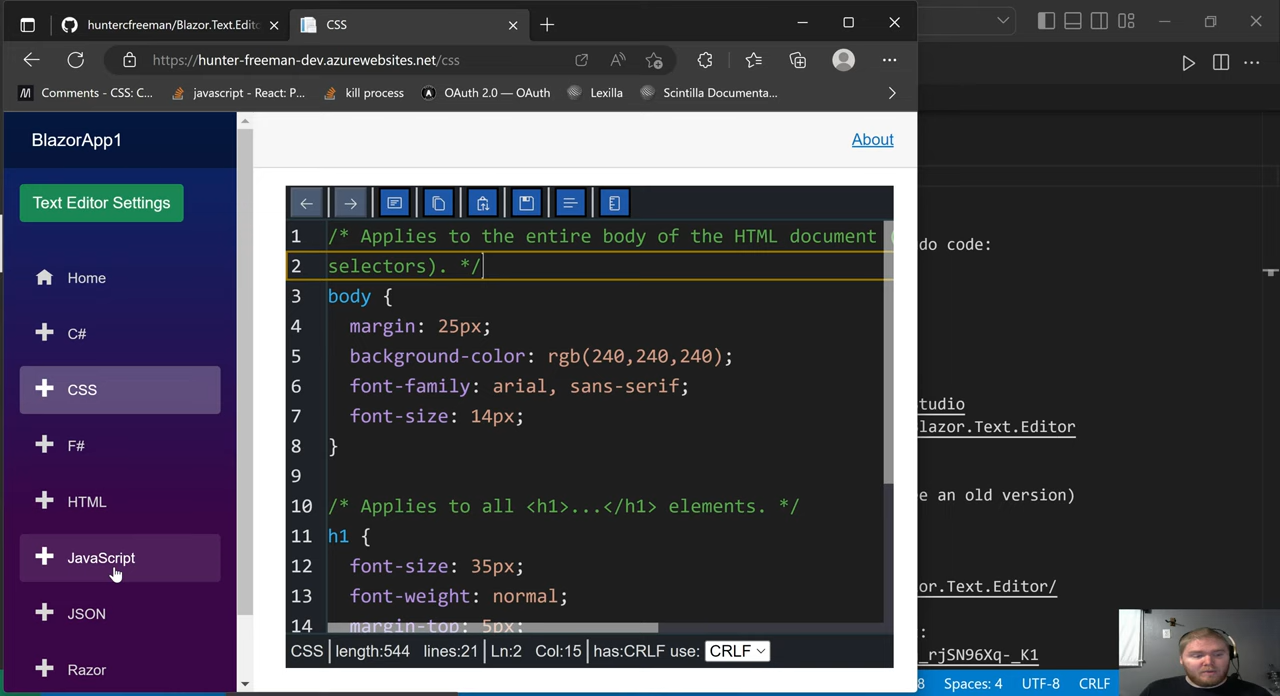 huntercfreeman/Blazor.Text.Edito
CSS
https://hunter-freeman-dev.azurewebsites.net/css
Comments - CSS: C...
javascript - React: P...
kill process
OAuth 2.0 — OAuth
Lexilla
Scintilla Documenta...
BlazorApp1
About
Text Editor Settings
Home
C#
CSS
F#
HTML
JavaScript
JSON
Razor
1 /* Applies to the entire body of the HTML document (
2 selectors). */
3 body {
4 margin: 25px;
5 background-color: rgb(240,240,240);
6 font-family: arial, sans-serif;
7 font-size: 14px;
8 }
9
10 /* Applies to all <h1>...</h1> elements. */
11 h1 {
12 font-size: 35px;
13 font-weight: normal;
14 margin-top: 5px;
CSS length:544 lines:21 Ln:2 Col:15 has:CRLF use: CRLF
do code:
tudio
lazor.Text.Editor
e an old version)
or.Text.Editor/
:
_rjSN96Xq-_K1
8 Spaces: 4 UTF-8 CRLF